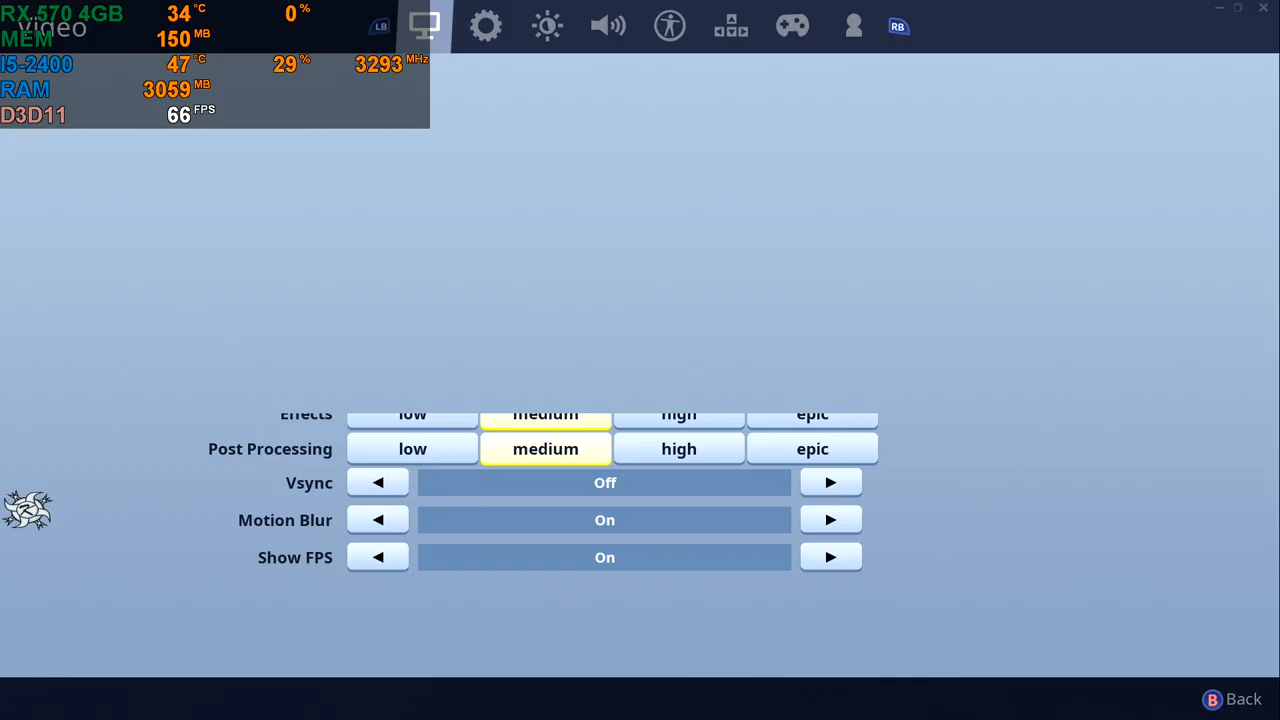 RX 570 4GB 34 °C 0 %
Video LB RB
MEM 150 MB
I5-2400 47 °C 29 % 3293 MHz
RAM 3059 MB
D3D11 66 FPS
Effects low medium high epic
Post Processing low medium high epic
Vsync Off
Motion Blur On
Show FPS On
B Back